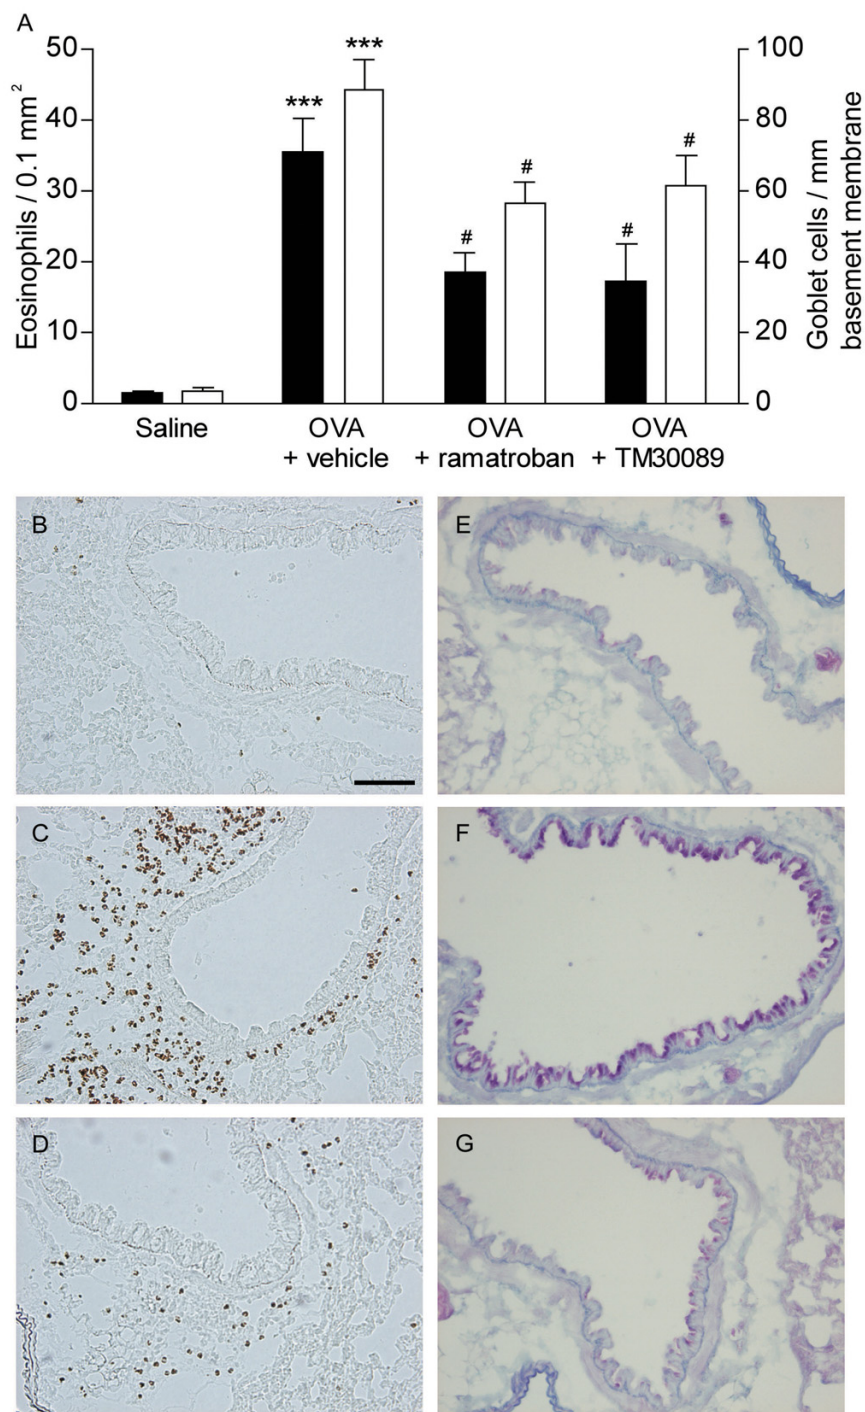 A
50
40
30
20
10
0
Eosinophils / 0.1 mm²
*** ***
# #
# #
100
80
60
40
20
0
Goblet cells / mm
basement membrane
Saline
OVA
+ vehicle
OVA
+ ramatroban
OVA
+ TM30089
B
E
C
F
D
G